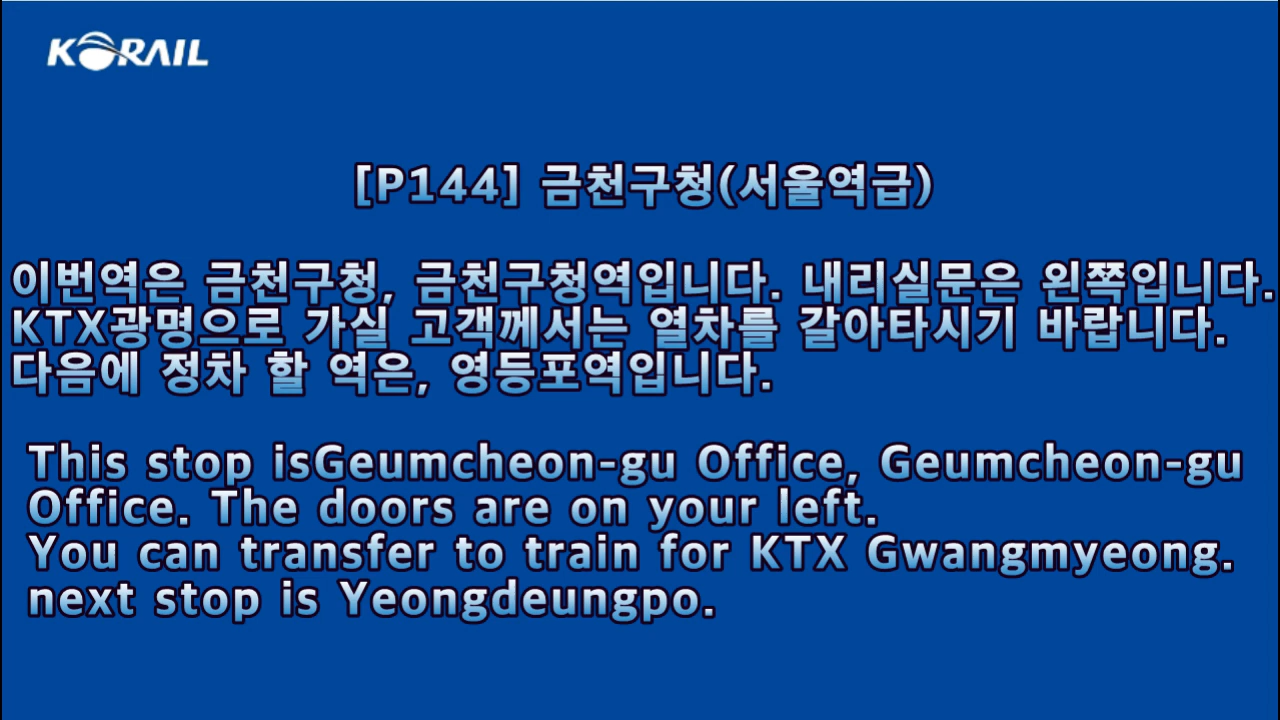 KORAIL
[P144] 금천구청(서울역급)
이번역은 금천구청, 금천구청역입니다. 내리실문은 왼쪽입니다.
KTX광명으로 가실 고객께서는 열차를 갈아타시기 바랍니다.
다음에 정차 할 역은, 영등포역입니다.
This stop isGeumcheon-gu Office, Geumcheon-gu
Office. The doors are on your left.
You can transfer to train for KTX Gwangmyeong.
next stop is Yeongdeungpo.